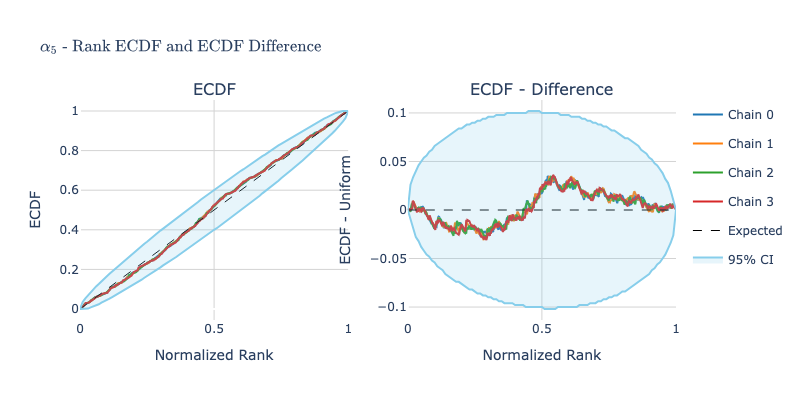 α₅ - Rank ECDF and ECDF Difference
ECDF
ECDF
1
0.8
0.6
0.4
0.2
0
0
0.5
1
Normalized Rank
ECDF - Difference
ECDF - Uniform
0.1
0.05
0
−0.05
−0.1
0
0.5
1
Normalized Rank
Chain 0
Chain 1
Chain 2
Chain 3
Expected
95% CI